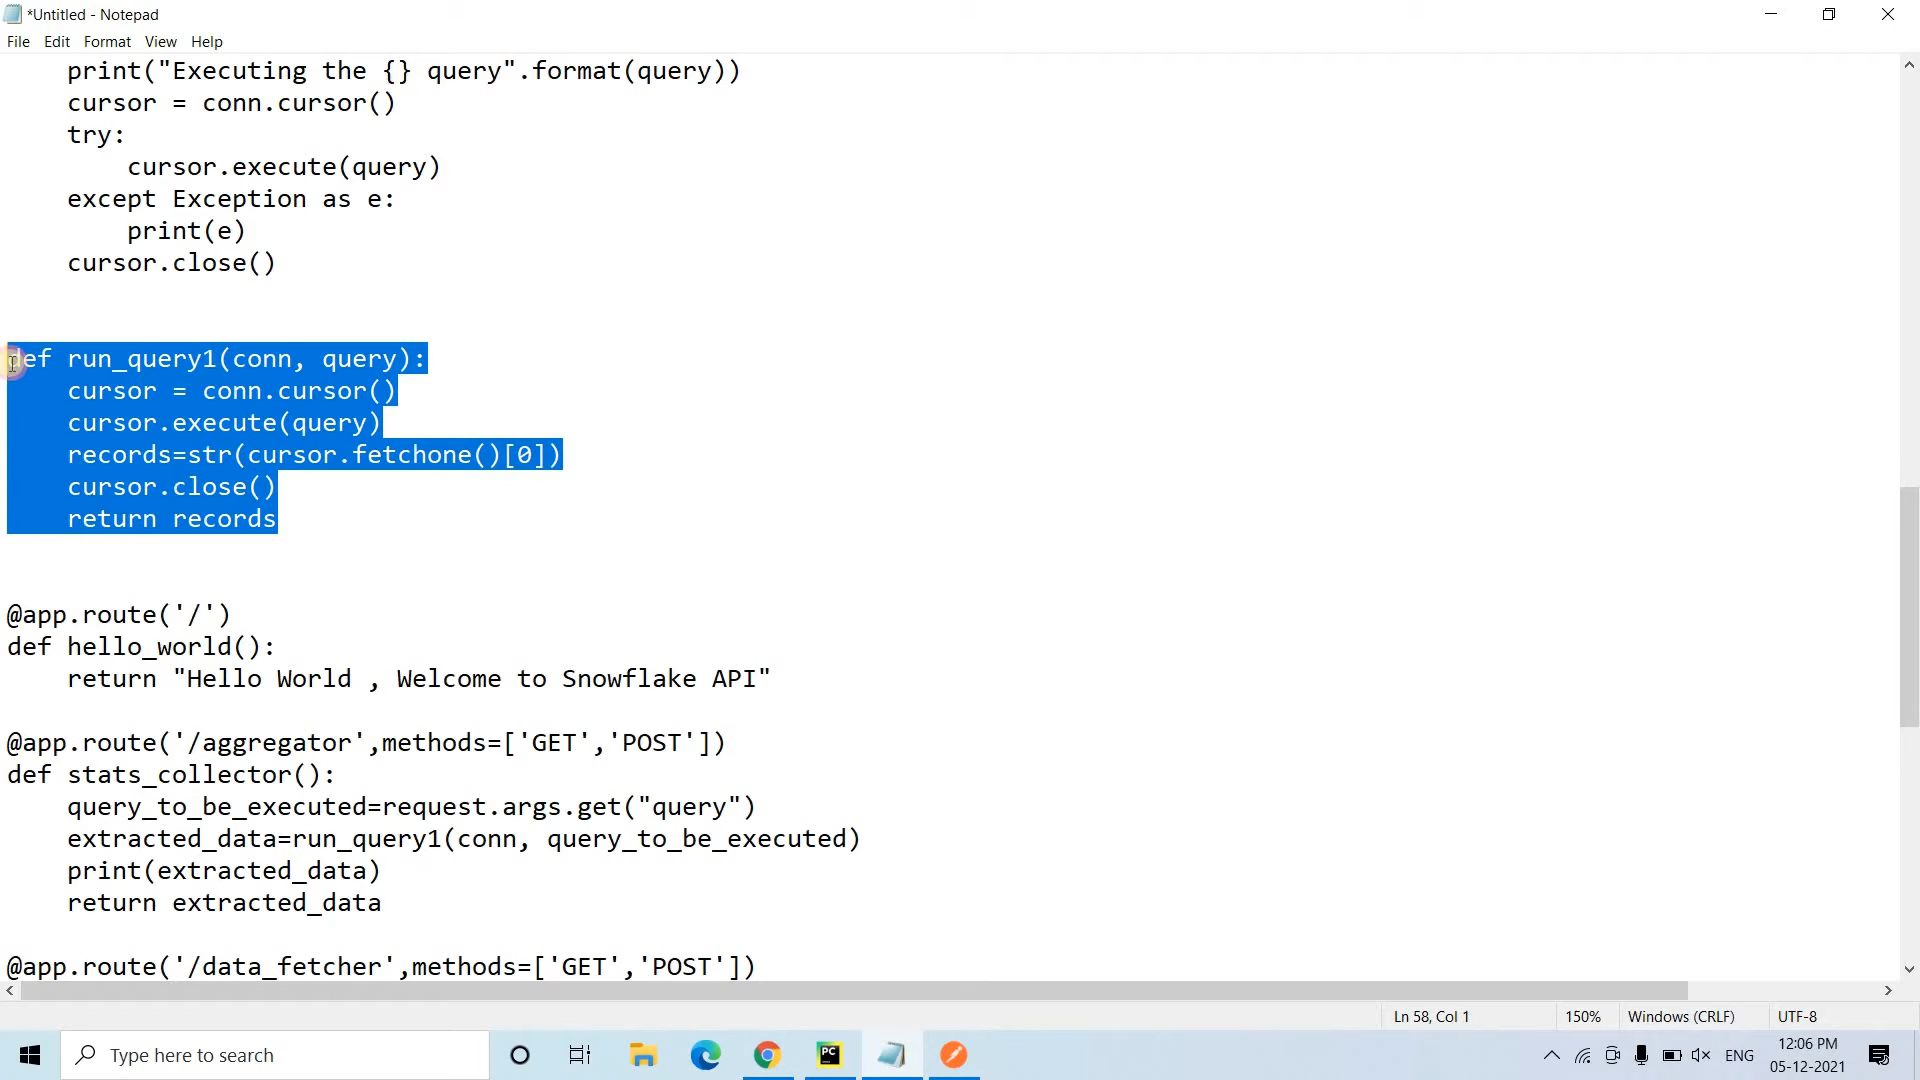 *Untitled - Notepad
File Edit Format View Help
print("Executing the {} query".format(query))
cursor = conn.cursor()
try:
cursor.execute(query)
except Exception as e:
print(e)
cursor.close()
def run_query1(conn, query):
cursor = conn.cursor()
cursor.execute(query)
records=str(cursor.fetchone()[0])
cursor.close()
return records
@app.route('/')
def hello_world():
return "Hello World , Welcome to Snowflake API"
@app.route('/aggregator',methods=['GET','POST'])
def stats_collector():
query_to_be_executed=request.args.get("query")
extracted_data=run_query1(conn, query_to_be_executed)
print(extracted_data)
return extracted_data
@app.route('/data_fetcher',methods=['GET','POST'])
Ln 58, Col 1 150% Windows (CRLF) UTF-8
Type here to search
PC
ENG
12:06 PM
05-12-2021